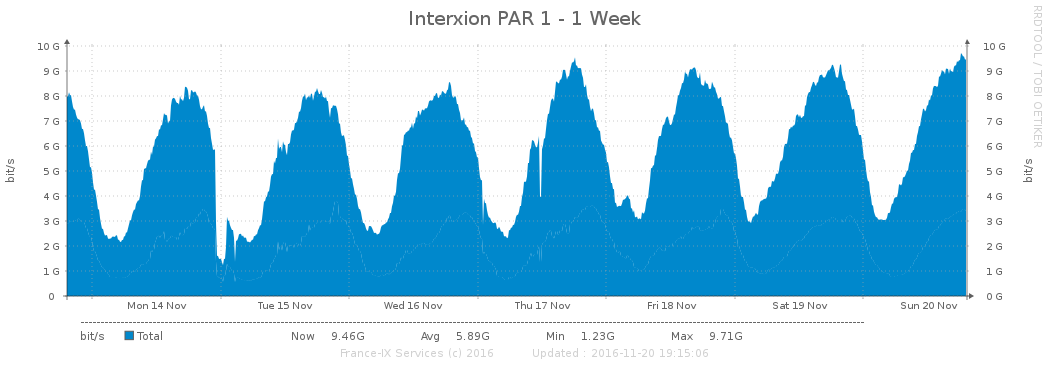 Interxion PAR 1 - 1 Week
RRDTOOL / TOBI OETIKER
10 G 10 G
9 G 9 G
8 G 8 G
7 G 7 G
6 G 6 G
5 G 5 G
4 G 4 G
3 G 3 G
2 G 2 G
1 G 1 G
0 0 G
bit/s
bit/s
Mon 14 Nov Tue 15 Nov Wed 16 Nov Thu 17 Nov Fri 18 Nov Sat 19 Nov Sun 20 Nov
bit/s Total Now 9.46G Avg 5.89G Min 1.23G Max 9.71G
France-IX Services (c) 2016 Updated : 2016-11-20 19:15:06